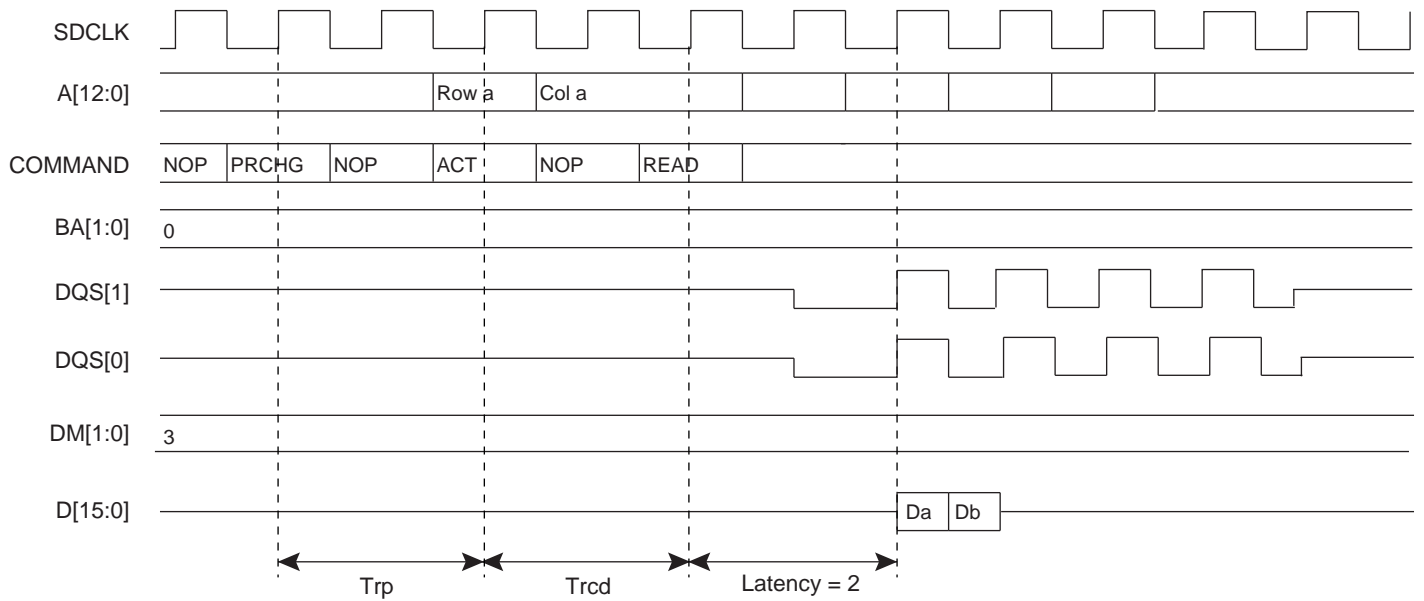 SDCLK
A[12:0] Row a Col a
COMMAND NOP PRCHG NOP ACT NOP READ
BA[1:0] 0
DQS[1]
DQS[0]
DM[1:0] 3
D[15:0] Da Db
Trp Trcd Latency = 2